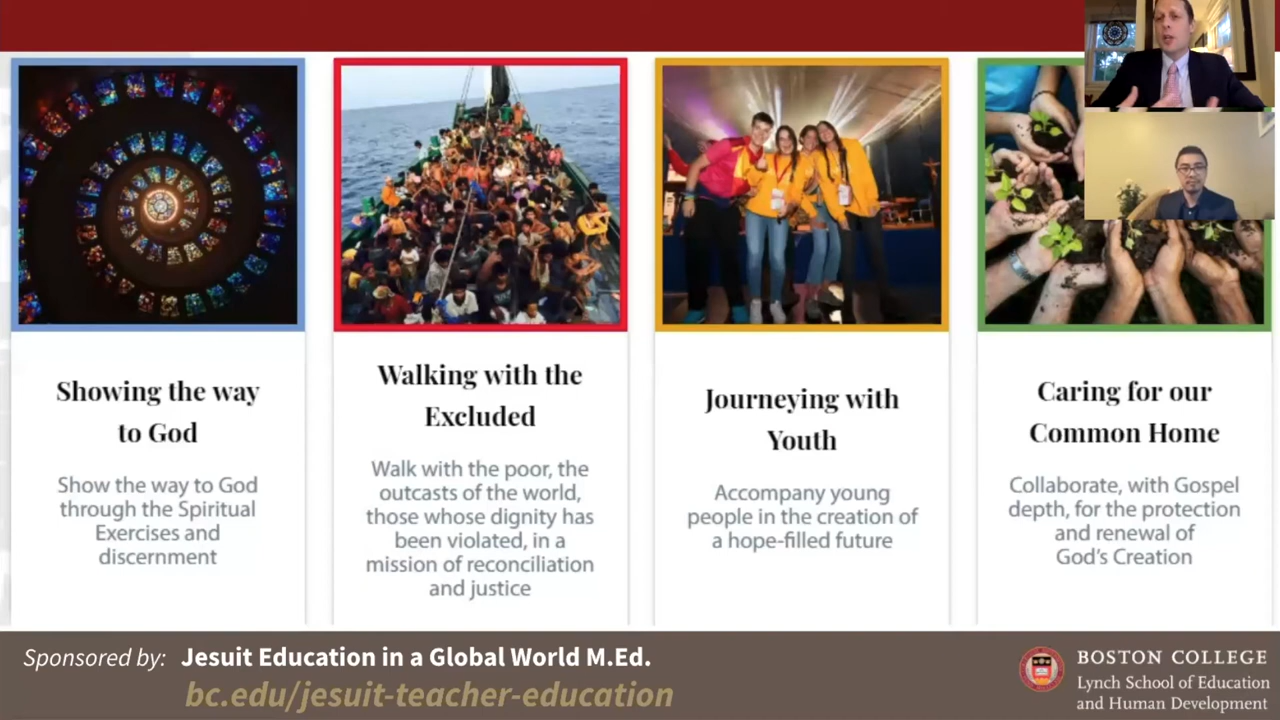 Showing the way
to God
Show the way to God
through the Spiritual
Exercises and
discernment
Walking with the
Excluded
Walk with the poor, the
outcasts of the world,
those whose dignity has
been violated, in a
mission of reconciliation
and justice
Journeying with
Youth
Accompany young
people in the creation of
a hope-filled future
Caring for our
Common Home
Collaborate, with Gospel
depth, for the protection
and renewal of
God's Creation
Sponsored by: Jesuit Education in a Global World M.Ed.
bc.edu/jesuit-teacher-education
BOSTON COLLEGE
Lynch School of Education
and Human Development